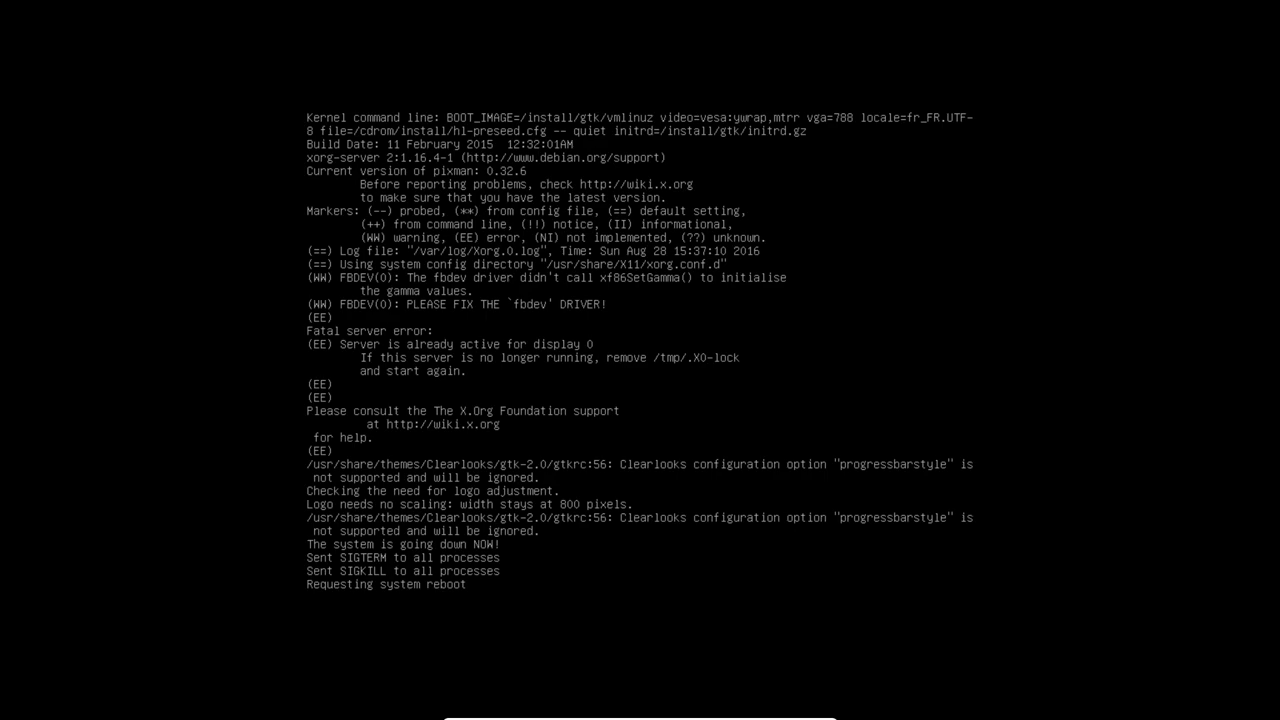 Kernel command line: BOOT_IMAGE=/install/gtk/vmlinuz video=vesa:ywrap,mtrr vga=788 locale=fr_FR.UTF-
8 file=/cdrom/install/hl-preseed.cfg -- quiet initrd=/install/gtk/initrd.gz
Build Date: 11 February 2015  12:32:01AM
xorg-server 2:1.16.4-1 (http://www.debian.org/support)
Current version of pixman: 0.32.6
Before reporting problems, check http://wiki.x.org
to make sure that you have the latest version.
Markers: (--) probed, (**) from config file, (==) default setting,
(++) from command line, (!!) notice, (II) informational,
(WW) warning, (EE) error, (NI) not implemented, (??) unknown.
(==) Log file: "/var/log/Xorg.0.log", Time: Sun Aug 28 15:37:10 2016
(==) Using system config directory "/usr/share/X11/xorg.conf.d"
(WW) FBDEV(0): The fbdev driver didn't call xf86SetGamma() to initialise
the gamma values.
(WW) FBDEV(0): PLEASE FIX THE `fbdev' DRIVER!
(EE)
Fatal server error:
(EE) Server is already active for display 0
If this server is no longer running, remove /tmp/.X0-lock
and start again.
(EE)
(EE)
Please consult the The X.Org Foundation support
at http://wiki.x.org
for help.
(EE)
/usr/share/themes/Clearlooks/gtk-2.0/gtkrc:56: Clearlooks configuration option "progressbarstyle" is
not supported and will be ignored.
Checking the need for logo adjustment.
Logo needs no scaling: width stays at 800 pixels.
/usr/share/themes/Clearlooks/gtk-2.0/gtkrc:56: Clearlooks configuration option "progressbarstyle" is
not supported and will be ignored.
The system is going down NOW!
Sent SIGTERM to all processes
Sent SIGKILL to all processes
Requesting system reboot